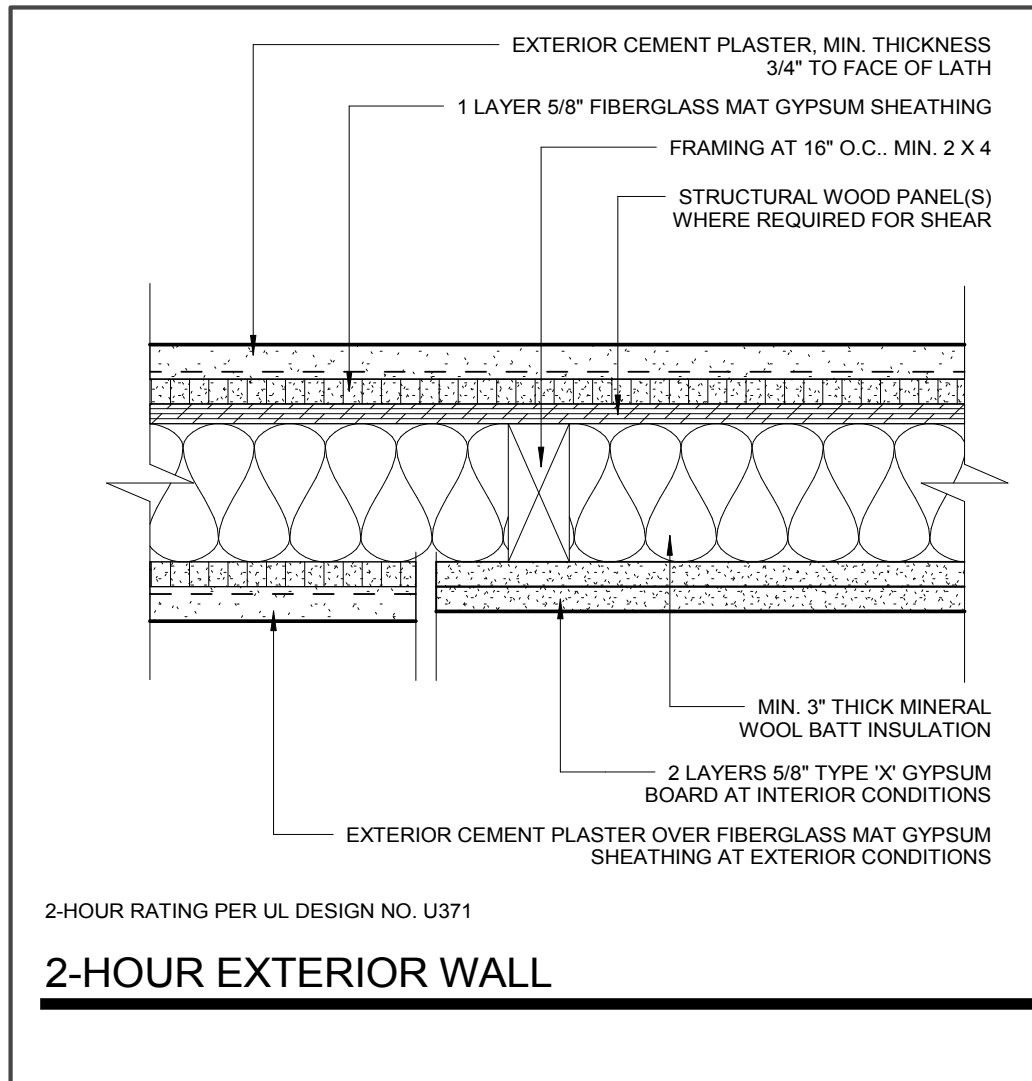 EXTERIOR CEMENT PLASTER, MIN. THICKNESS
3/4" TO FACE OF LATH
1 LAYER 5/8" FIBERGLASS MAT GYPSUM SHEATHING
FRAMING AT 16" O.C.. MIN. 2 X 4
STRUCTURAL WOOD PANEL(S)
WHERE REQUIRED FOR SHEAR
MIN. 3" THICK MINERAL
WOOL BATT INSULATION
2 LAYERS 5/8" TYPE 'X' GYPSUM
BOARD AT INTERIOR CONDITIONS
EXTERIOR CEMENT PLASTER OVER FIBERGLASS MAT GYPSUM
SHEATHING AT EXTERIOR CONDITIONS
2-HOUR RATING PER UL DESIGN NO. U371
2-HOUR EXTERIOR WALL